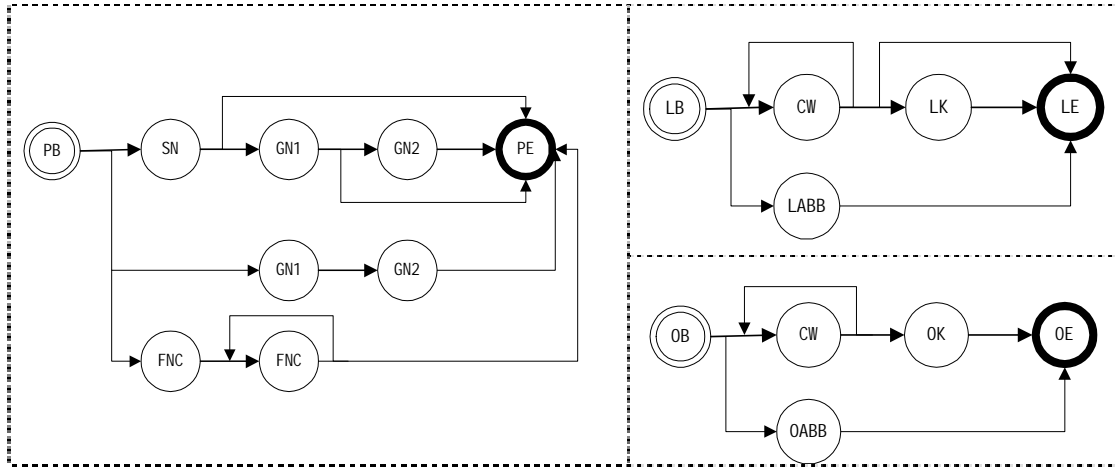 PB
SN
GN1
GN2
PE
GN1
GN2
FNC
FNC
LB
CW
LK
LE
LABB
OB
CW
OK
OE
OABB